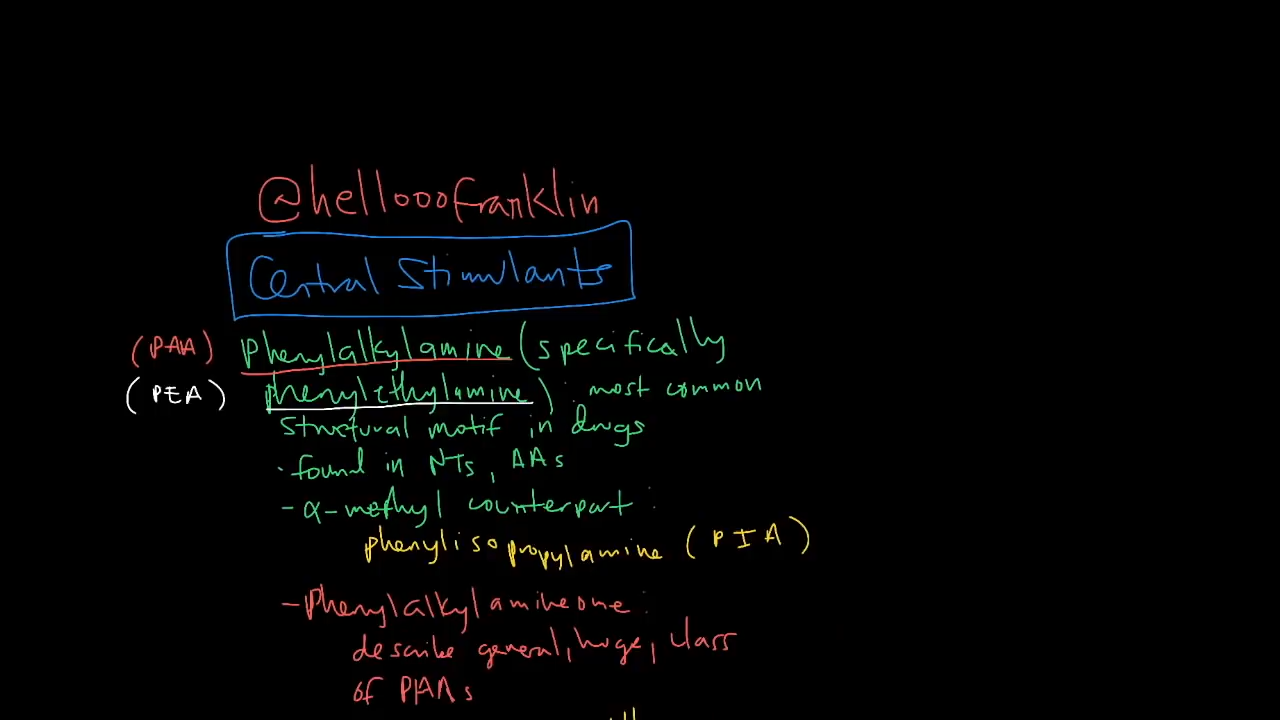 @hellooofranklin
Central Stimulants
(PAA) phenylalkylamine (specifically
(PEA) phenylethylamine) : most common
structural motif in drugs
· found in NTs, AAs
- α-methyl counterpart :
phenylisopropylamine (PIA)
- Phenylalkylamineome :
describe general, huge, class
of PAAs